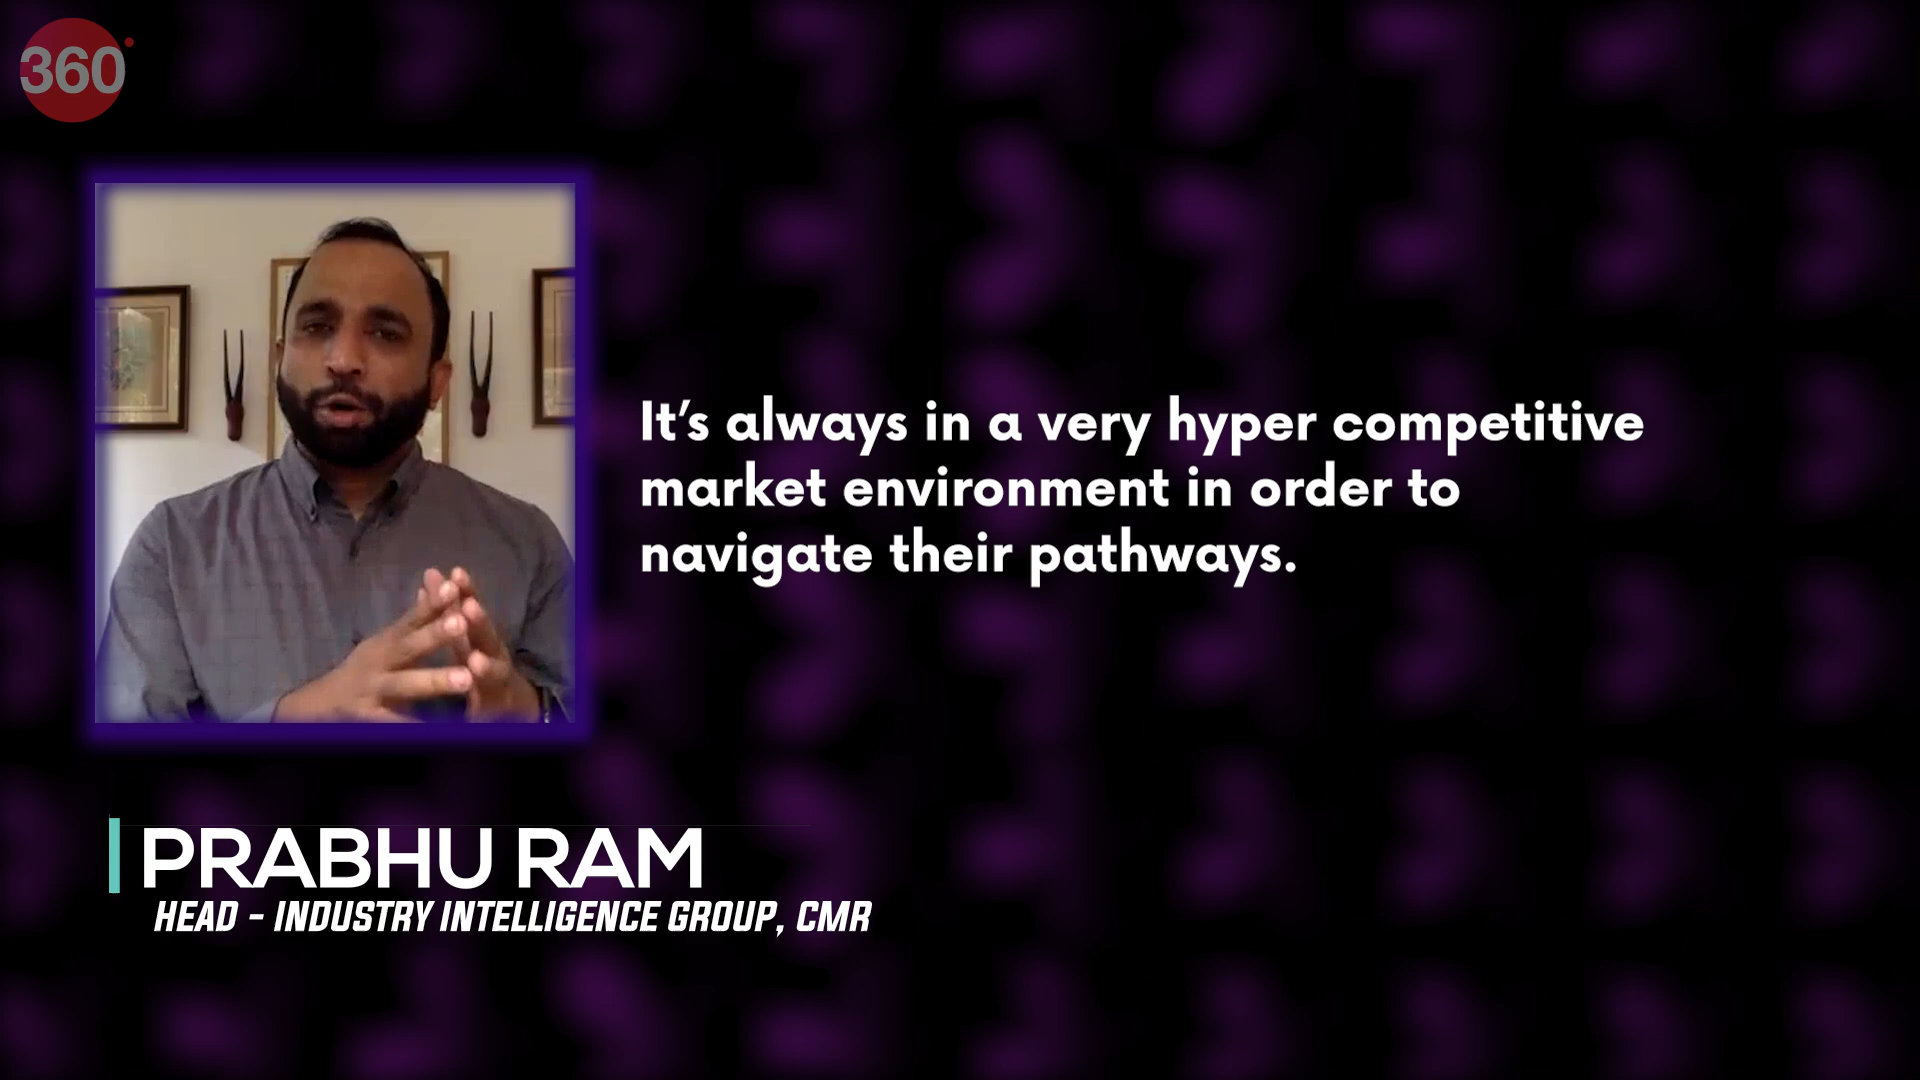 360
It's always in a very hyper competitive
market environment in order to
navigate their pathways.
PRABHU RAM
HEAD - INDUSTRY INTELLIGENCE GROUP, CMR